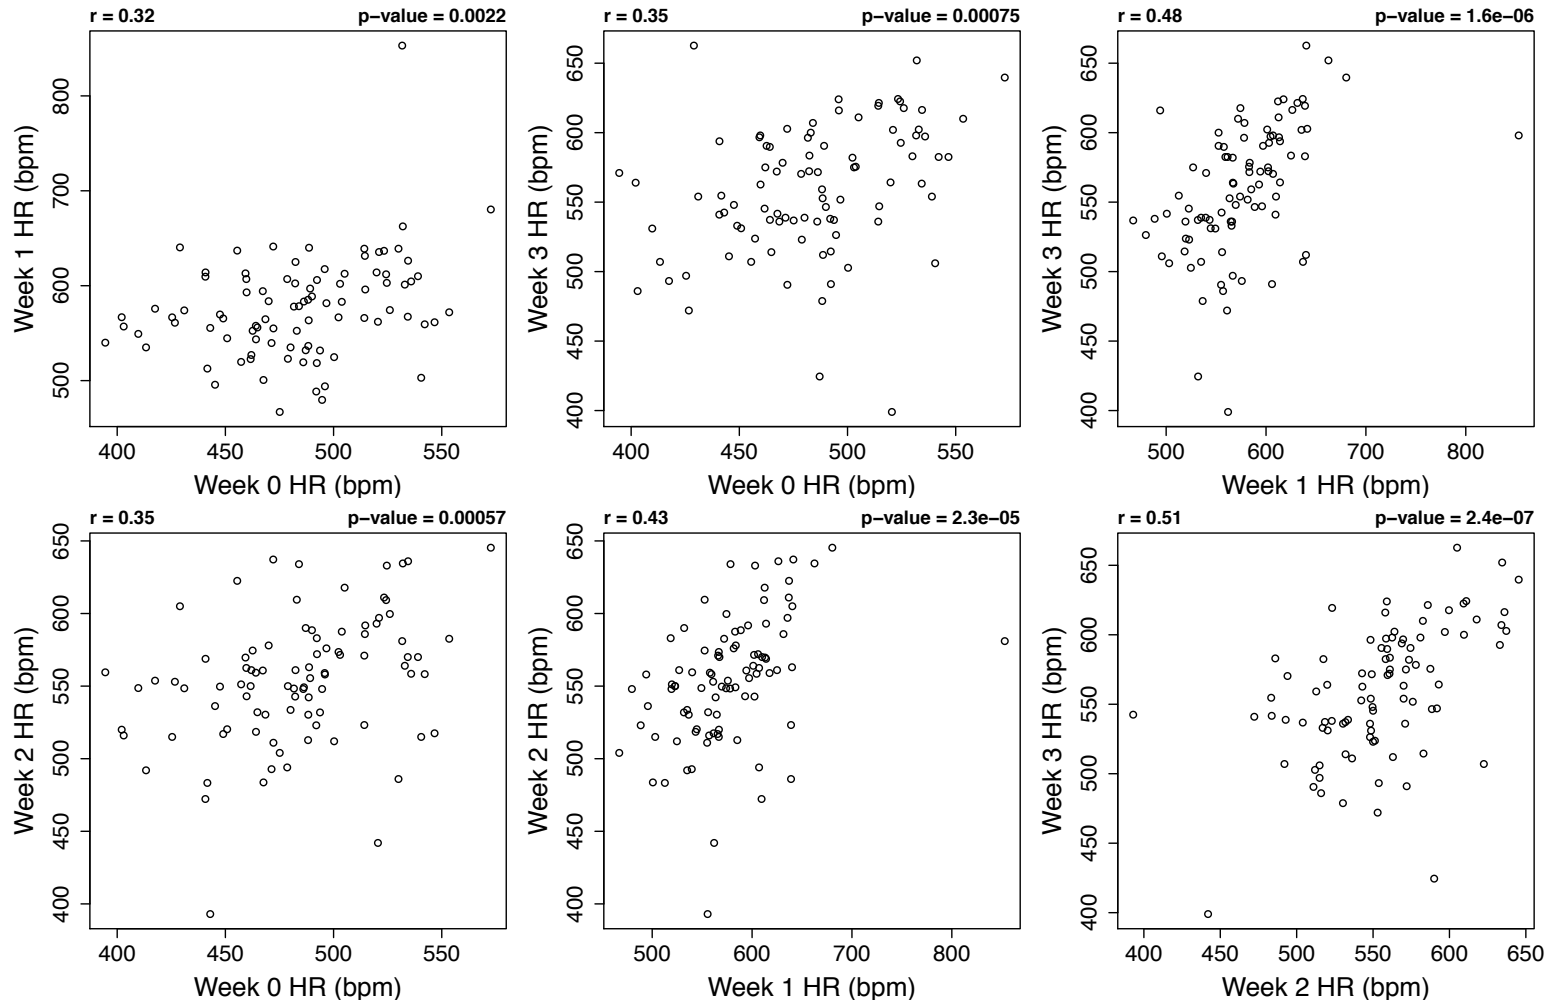 r = 0.32 p−value = 0.0022
800
700
600
500
Week 1 HR (bpm)
400 450 500 550
Week 0 HR (bpm)
r = 0.35 p−value = 0.00075
650
600
550
500
450
400
Week 3 HR (bpm)
400 450 500 550
Week 0 HR (bpm)
r = 0.48 p−value = 1.6e−06
650
600
550
500
450
400
Week 3 HR (bpm)
500 600 700 800
Week 1 HR (bpm)
r = 0.35 p−value = 0.00057
650
600
550
500
450
400
Week 2 HR (bpm)
400 450 500 550
Week 0 HR (bpm)
r = 0.43 p−value = 2.3e−05
650
600
550
500
450
400
Week 2 HR (bpm)
500 600 700 800
Week 1 HR (bpm)
r = 0.51 p−value = 2.4e−07
650
600
550
500
450
400
Week 3 HR (bpm)
400 450 500 550 600 650
Week 2 HR (bpm)